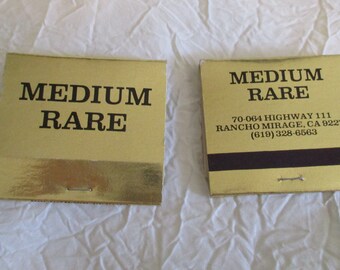 MEDIUM
RARE
MEDIUM
RARE
70-064 HIGHWAY 111
RANCHO MIRAGE, CA
(619) 328-6563